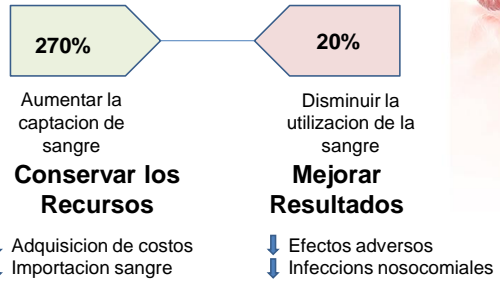 270%
20%
Aumentar la
captacion de
sangre
Disminuir la
utilizacion de la
sangre
Conservar los
Recursos
Mejorar
Resultados
Adquisicion de costos
Importacion sangre
Efectos adversos
Infeccions nosocomiales